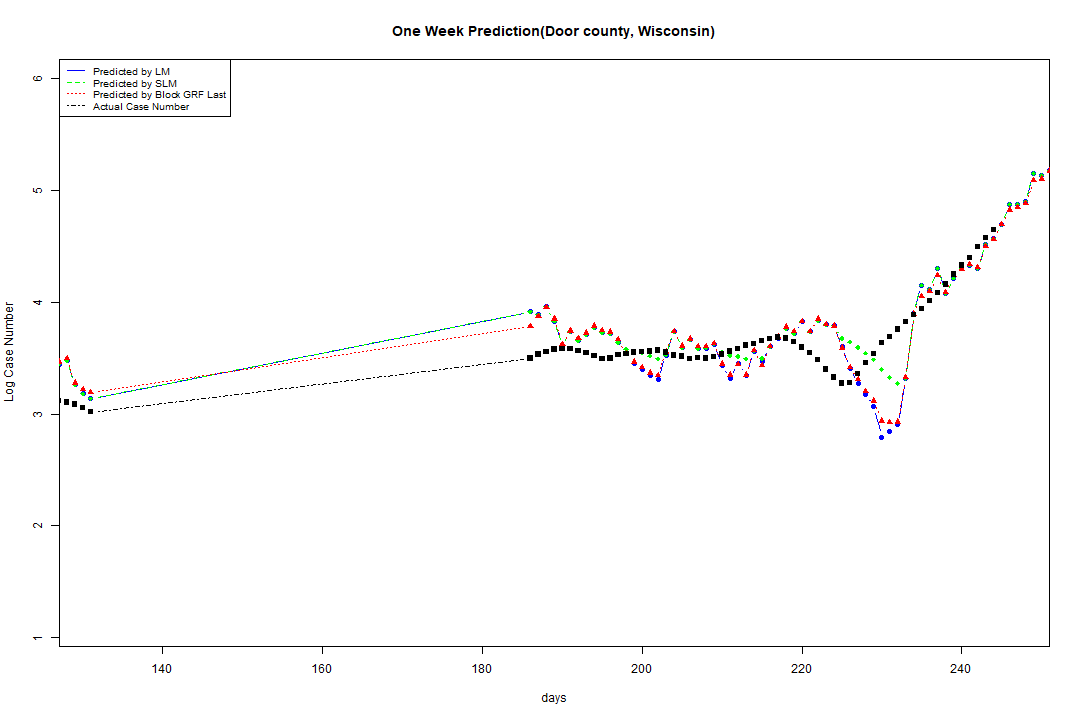 One Week Prediction(Door county, Wisconsin)
Predicted by LM
Predicted by SLM
Predicted by Block GRF Last
Actual Case Number
6
5
4
3
2
1
Log Case Number
140 160 180 200 220 240
days